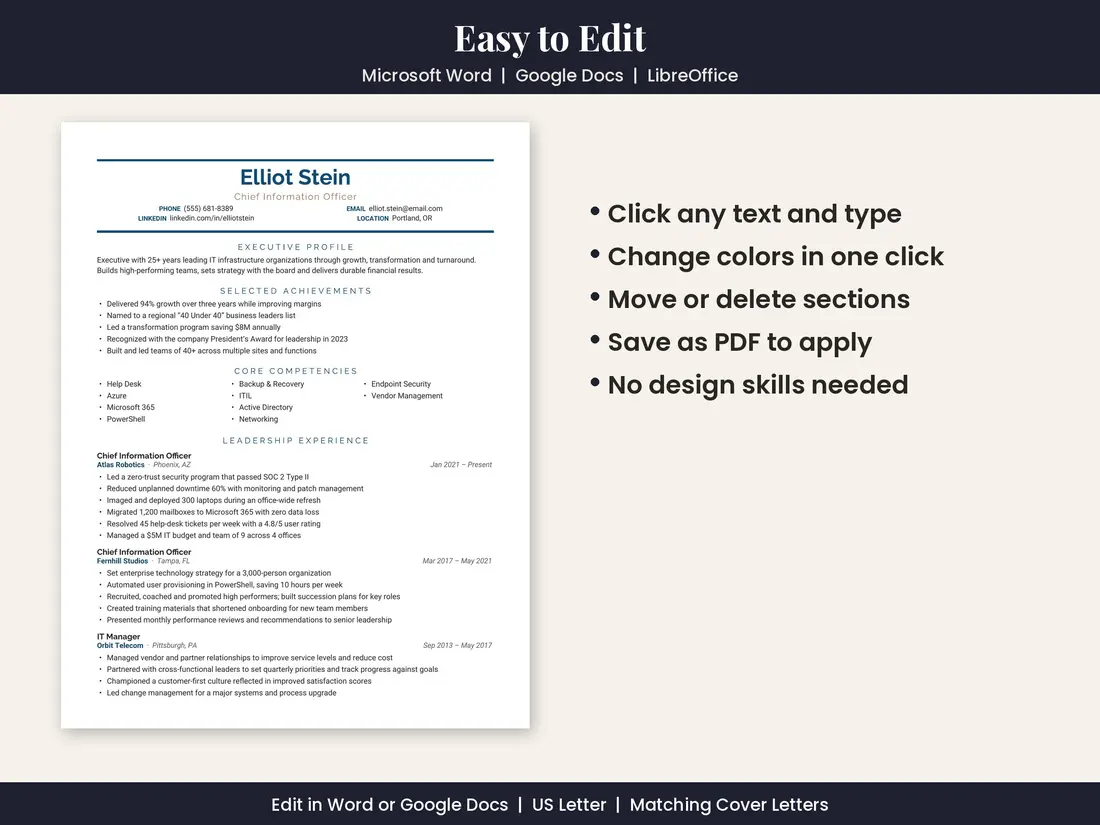 Easy to Edit
Microsoft Word | Google Docs | LibreOffice
Elliot Stein
Chief Information Officer
PHONE (555) 681-8389 EMAIL elliot.stein@email.com
LINKEDIN linkedin.com/in/elliotstein LOCATION Portland, OR
EXECUTIVE PROFILE
Executive with 25+ years leading IT infrastructure organizations through growth, transformation and turnaround.
Builds high-performing teams, sets strategy with the board and delivers durable financial results.
SELECTED ACHIEVEMENTS
• Delivered 94% growth over three years while improving margins
• Named to a regional “40 Under 40” business leaders list
• Led a transformation program saving $8M annually
• Recognized with the company President’s Award for leadership in 2023
• Built and led teams of 40+ across multiple sites and functions
CORE COMPETENCIES
• Help Desk • Backup & Recovery • Endpoint Security
• Azure • ITIL • Vendor Management
• Microsoft 365 • Active Directory
• PowerShell • Networking
LEADERSHIP EXPERIENCE
Chief Information Officer
Atlas Robotics · Phoenix, AZ Jan 2021 – Present
• Led a zero-trust security program that passed SOC 2 Type II
• Reduced unplanned downtime 60% with monitoring and patch management
• Imaged and deployed 300 laptops during an office-wide refresh
• Migrated 1,200 mailboxes to Microsoft 365 with zero data loss
• Resolved 45 help-desk tickets per week with a 4.8/5 user rating
• Managed a $5M IT budget and team of 9 across 4 offices
Chief Information Officer
Fernhill Studios · Tampa, FL Mar 2017 – May 2021
• Set enterprise technology strategy for a 3,000-person organization
• Automated user provisioning in PowerShell, saving 10 hours per week
• Recruited, coached and promoted high performers; built succession plans for key roles
• Created training materials that shortened onboarding for new team members
• Presented monthly performance reviews and recommendations to senior leadership
IT Manager
Orbit Telecom · Pittsburgh, PA Sep 2013 – May 2017
• Managed vendor and partner relationships to improve service levels and reduce cost
• Partnered with cross-functional leaders to set quarterly priorities and track progress against goals
• Championed a customer-first culture reflected in improved satisfaction scores
• Led change management for a major systems and process upgrade
• Click any text and type
• Change colors in one click
• Move or delete sections
• Save as PDF to apply
• No design skills needed
Edit in Word or Google Docs | US Letter | Matching Cover Letters